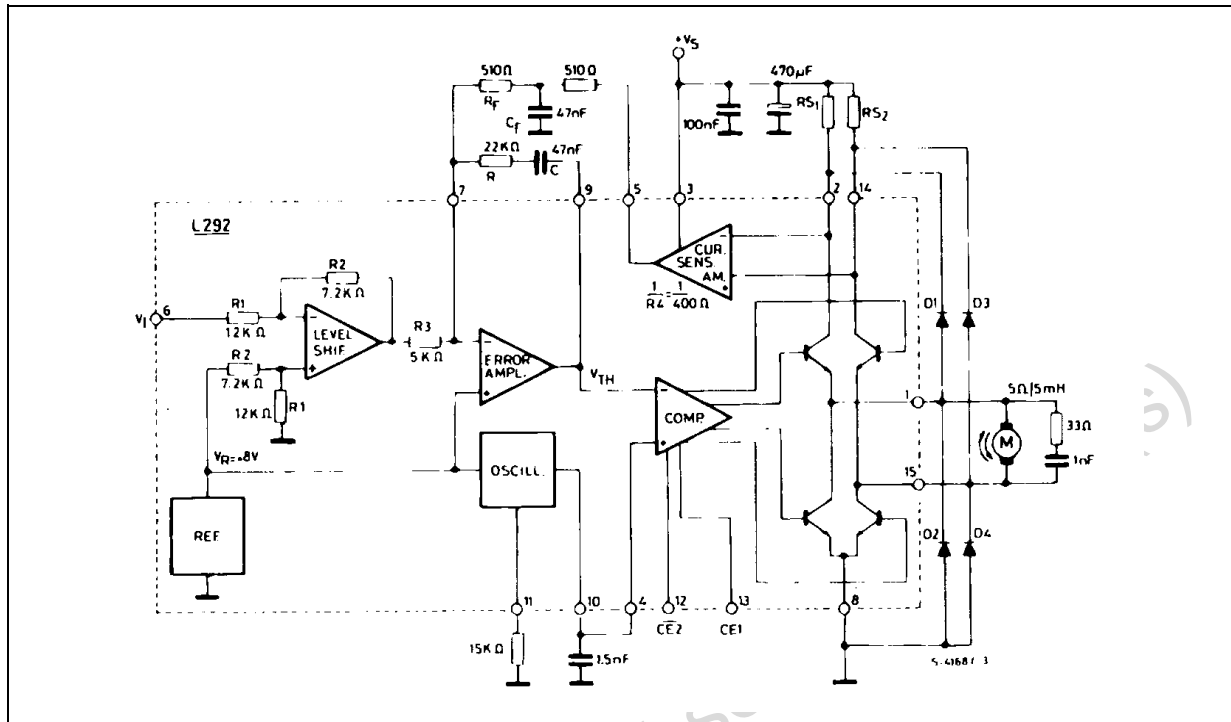 +VS
510Ω
510Ω
470µF
RF
Cf
47nF
100nF
RS1
RS2
22KΩ
47nF
R
C
7
9
5
3
2
14
L292
CUR.
SENS.
AM.
-
+
1/R4 = 1/400Ω
R2
7.2KΩ
VI
6
R1
12KΩ
-
+
LEVEL
SHIF.
R3
5KΩ
-
+
ERROR
AMPL.
VTH
R2
7.2KΩ
R1
12KΩ
-
+
COMP.
D1
D3
1
5Ω/5mH
33Ω
M
1nF
15
VR=+8V
OSCILL.
REF
D2
D4
11
10
4
12
13
8
CE2
CE1
15KΩ
1.5nF